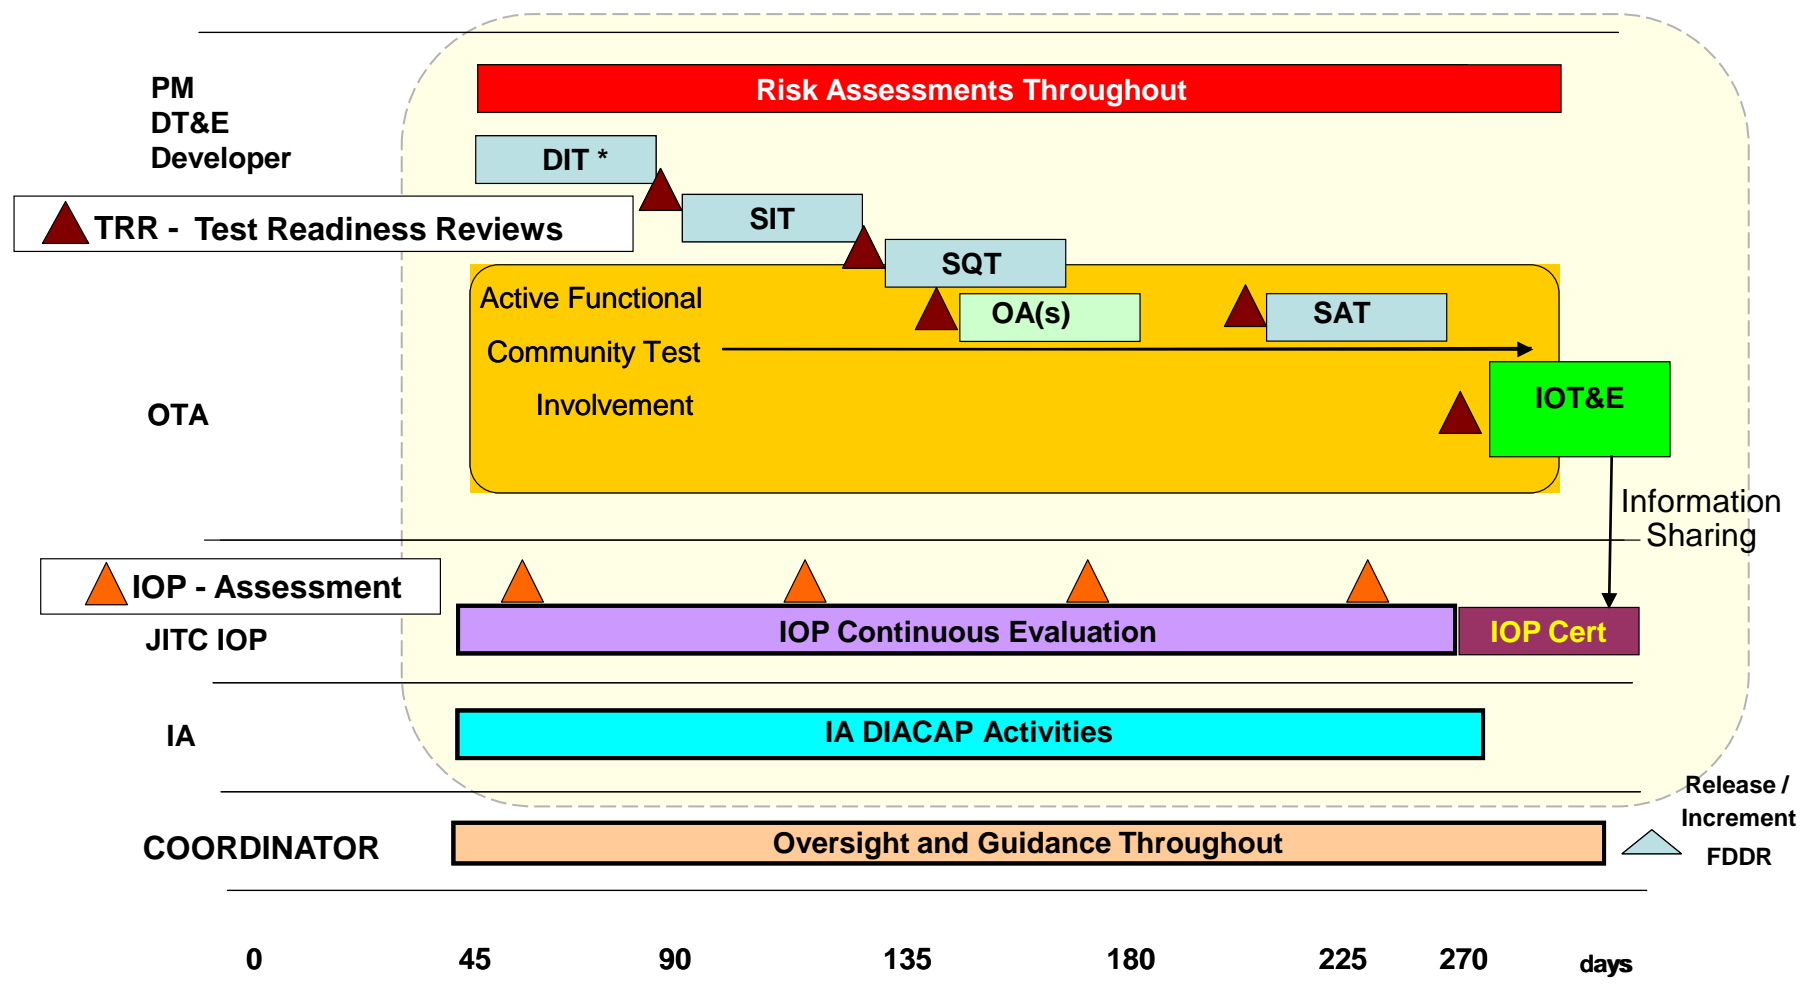 PM
DT&E
Developer
Risk Assessments Throughout
DIT *
TRR - Test Readiness Reviews
SIT
SQT
Active Functional
Community Test
Involvement
OA(s)
SAT
OTA
IOT&E
Information
Sharing
IOP - Assessment
JITC IOP
IOP Continuous Evaluation
IOP Cert
IA
IA DIACAP Activities
Release /
Increment
FDDR
COORDINATOR
Oversight and Guidance Throughout
0 45 90 135 180 225 270 days